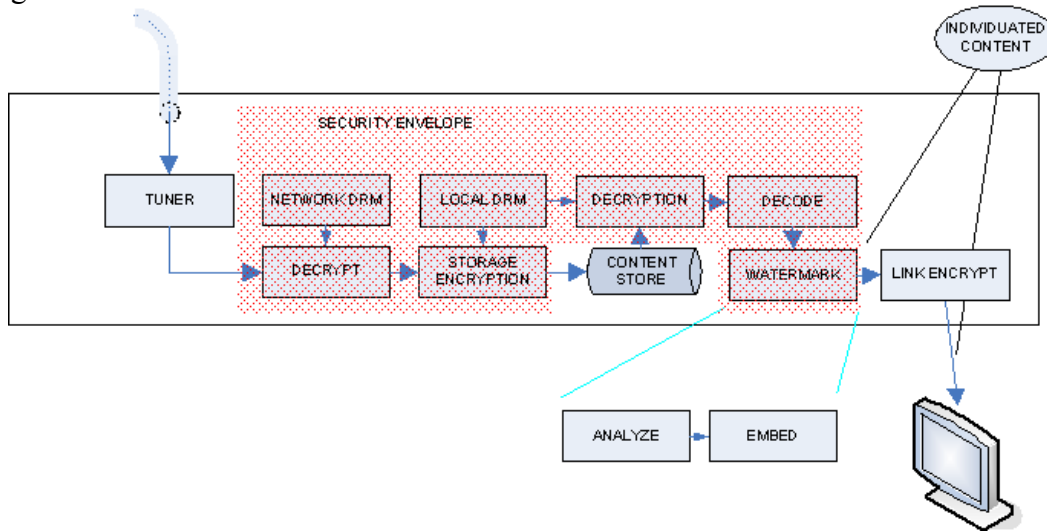 g
INDIVIDUATED
CONTENT
SECURITY ENVELOPE
TUNER
NETWORK DRM
LOCAL DRM
DECRYPTION
DECODE
DECRYPT
STORAGE
ENCRYPTION
CONTENT
STORE
WATERMARK
LINK ENCRYPT
ANALYZE
EMBED